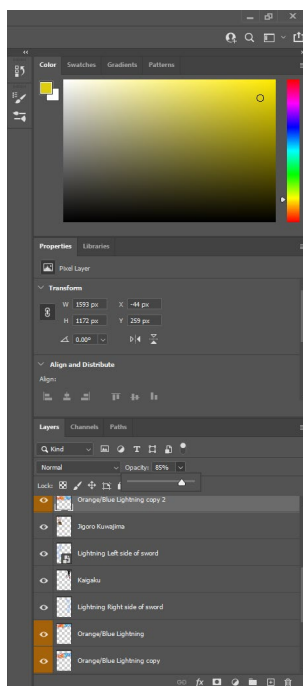 Color Swatches Gradients Patterns
Properties Libraries
Pixel Layer
Transform
W 1593 px X -44 px
H 1172 px Y 259 px
0.00°
Align and Distribute
Align:
Layers Channels Paths
Kind
Normal Opacity: 85%
Lock:
Orange/Blue Lightning copy 2
Jigoro Kuwajima
Lightning Left side of sword
Kaigaku
Lightning Right side of sword
Orange/Blue Lightning
Orange/Blue Lightning copy
fx